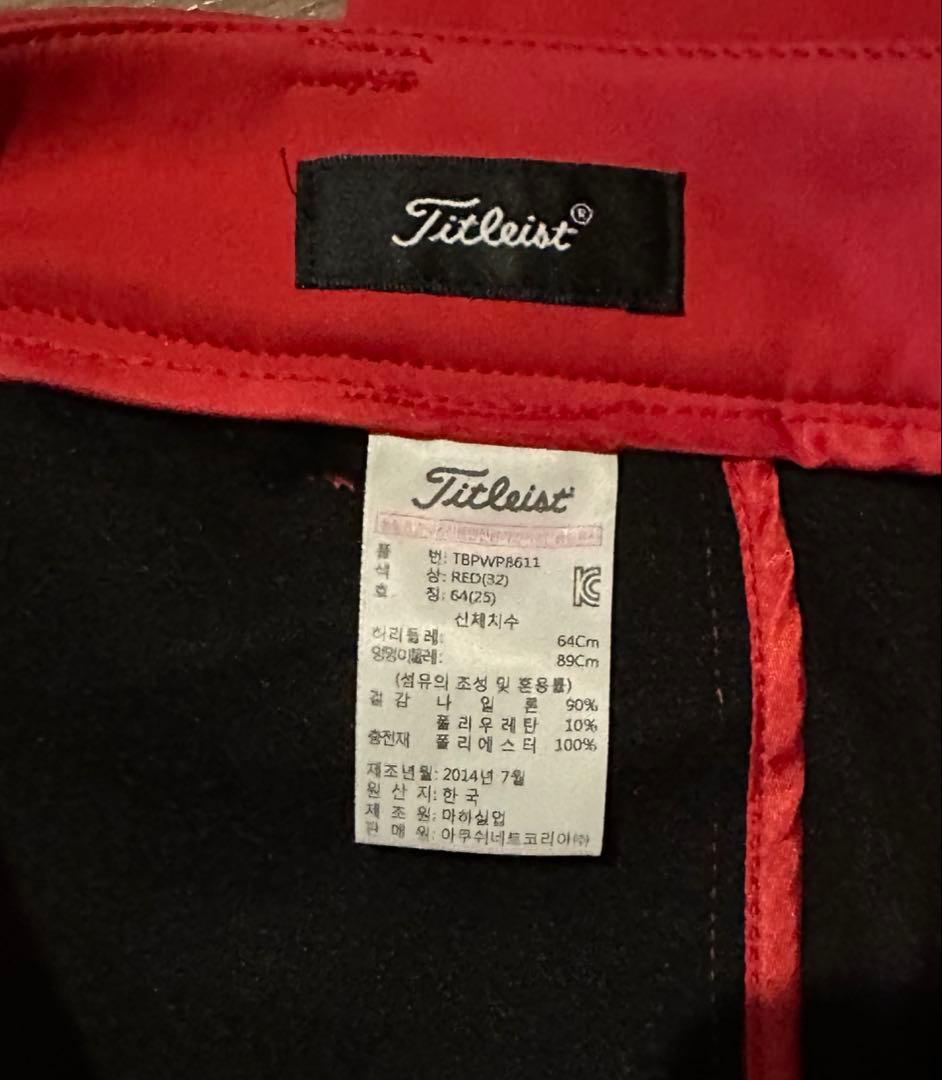 Titleist®
Titleist
품 번: TBPWP8611
색 상: RED(32)
호 칭: 64(25)
신체치수
허리둘레: 64Cm
엉덩이둘레: 89Cm
(섬유의 조성 및 혼용률)
겉 감 나 일 론 90%
폴 리 우 레 탄 10%
충전재 폴 리 에 스 터 100%
제조년월: 2014년 7월
원 산 지: 한 국
제 조 원: 마하실업
판 매 원: 아쿠쉬네트코리아㈜